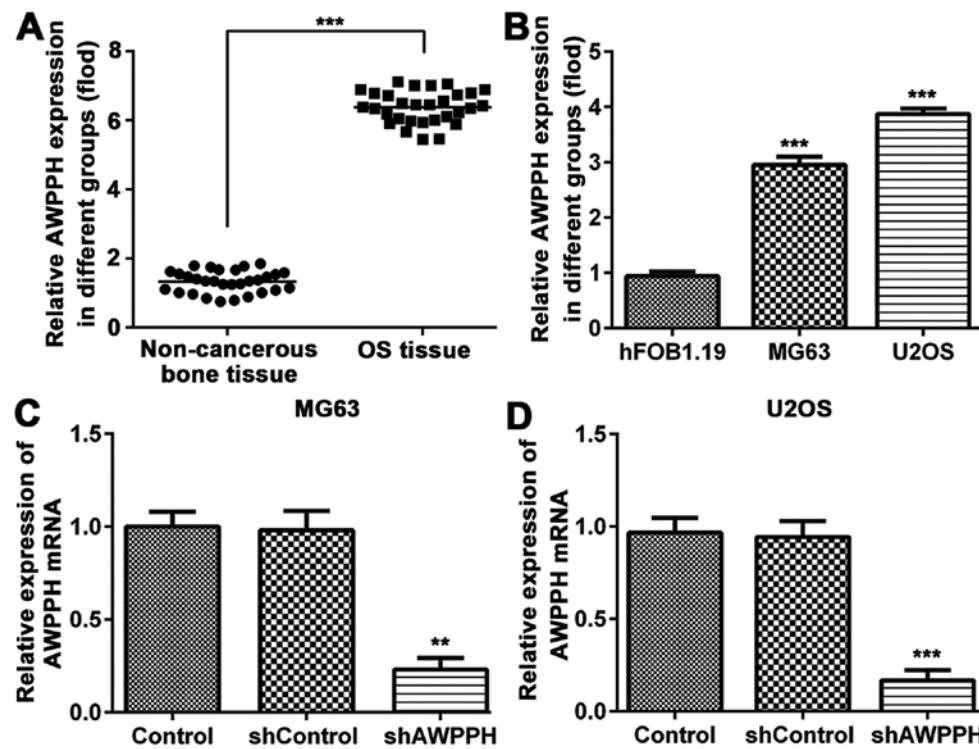 A
Relative AWPPH expression
in different groups (flod)
8
6
4
2
0
***
Non-cancerous
bone tissue
OS tissue
B
Relative AWPPH expression
in different groups (flod)
5
4
3
2
1
0
***
***
hFOB1.19
MG63
U2OS
C
MG63
Relative expression of
AWPPH mRNA
1.5
1.0
0.5
0.0
**
Control
shControl
shAWPPH
D
U2OS
Relative expression of
AWPPH mRNA
1.5
1.0
0.5
0.0
***
Control
shControl
shAWPPH